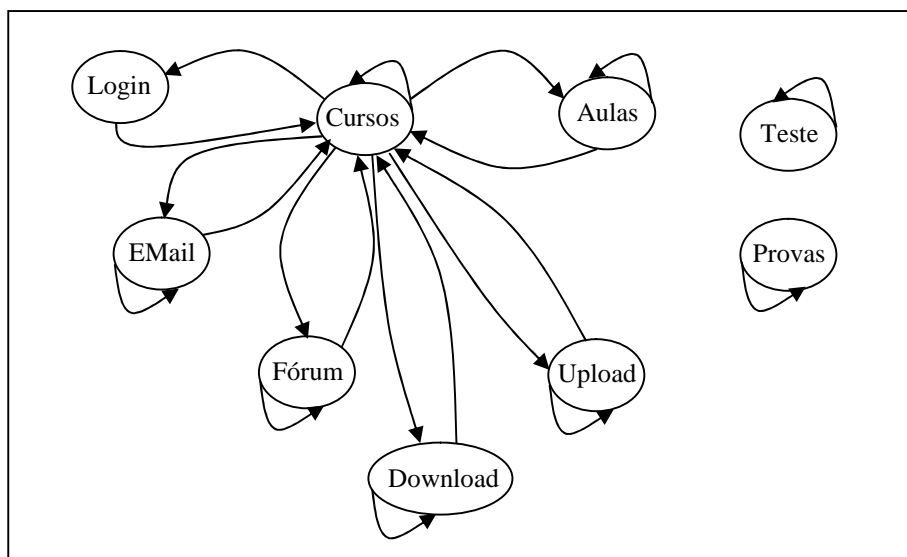 Login
Cursos
Aulas
Teste
EMail
Provas
Fórum
Upload
Download